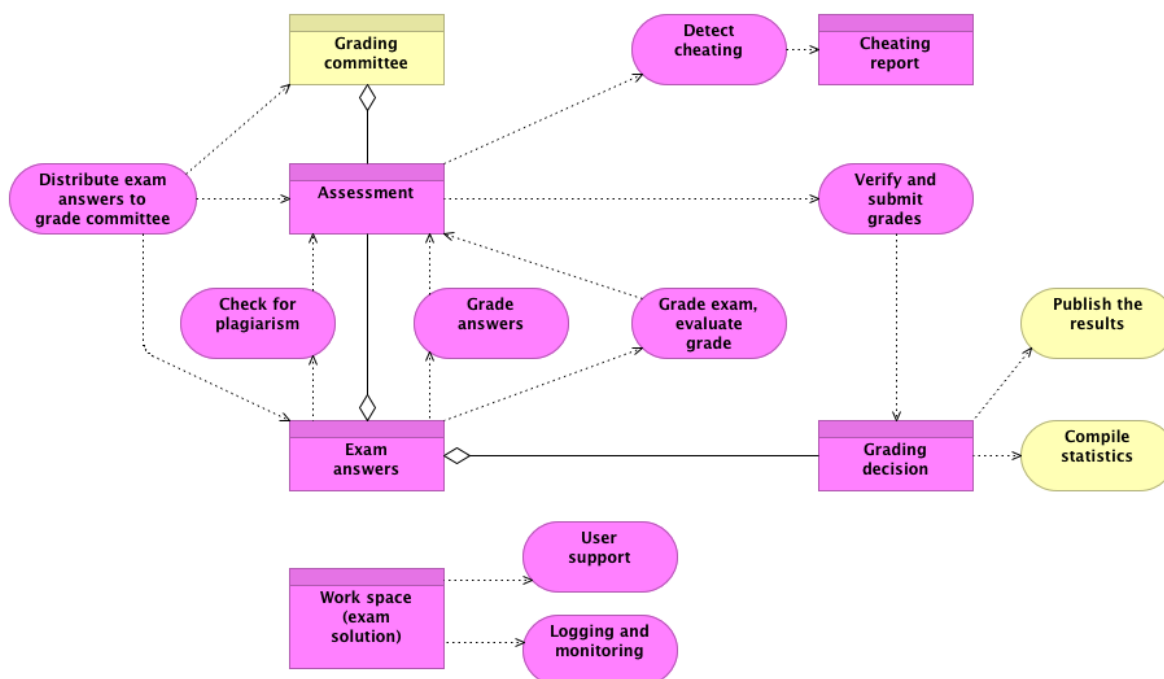 Grading
committee
Detect
cheating
Cheating
report
Distribute exam
answers to
grade committee
Assessment
Verify and
submit
grades
Check for
plagiarism
Grade
answers
Grade exam,
evaluate
grade
Publish the
results
Exam
answers
Grading
decision
Compile
statistics
User
support
Work space
(exam
solution)
Logging and
monitoring